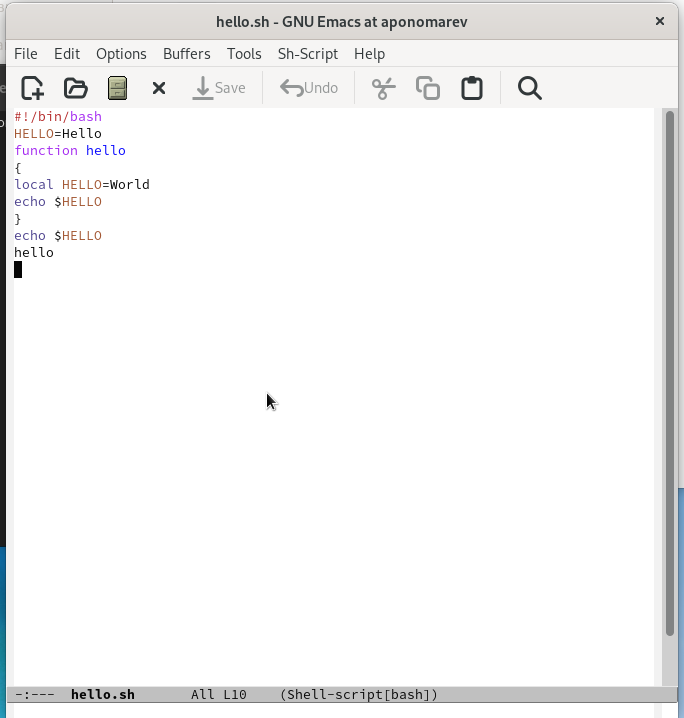 hello.sh - GNU Emacs at aponomarev
File Edit Options Buffers Tools Sh-Script Help
Save Undo
#!/bin/bash
HELLO=Hello
function hello
{
local HELLO=World
echo $HELLO
}
echo $HELLO
hello
-:--- hello.sh All L10 (Shell-script[bash])